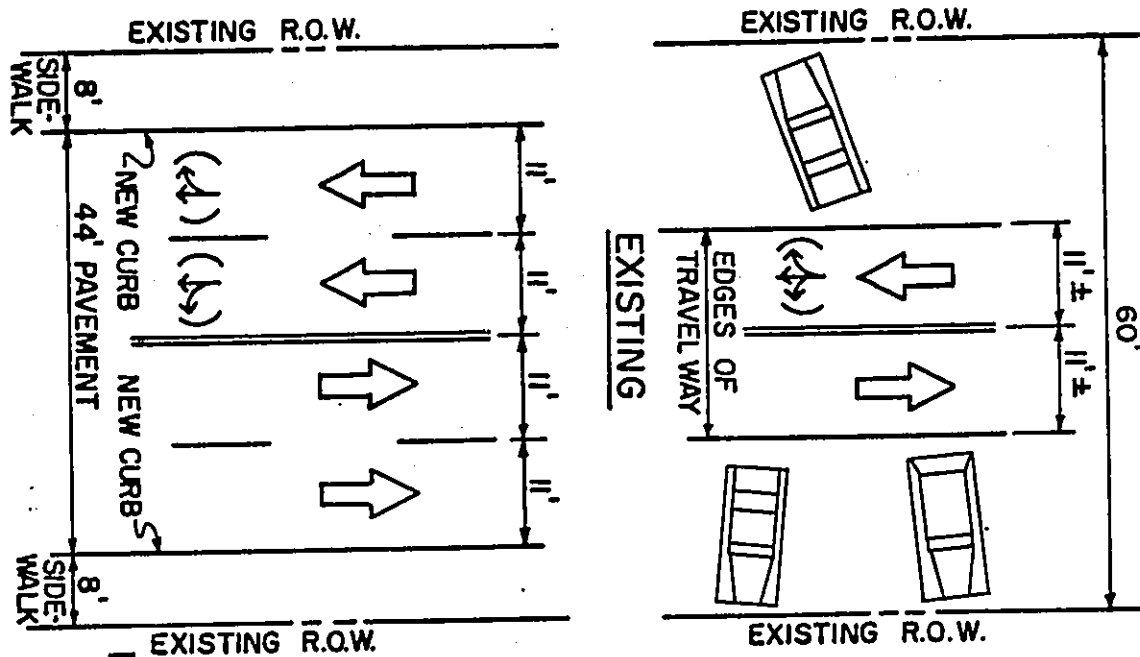 EXISTING R.O.W.
8'
SIDE-
WALK
11'
11'
11'
11'
NEW CURB
NEW CURB
44' PAVEMENT
8'
SIDE-
WALK
EXISTING R.O.W.
EXISTING R.O.W.
60'
11'±
11'±
EDGES OF
TRAVEL WAY
EXISTING
EXISTING R.O.W.